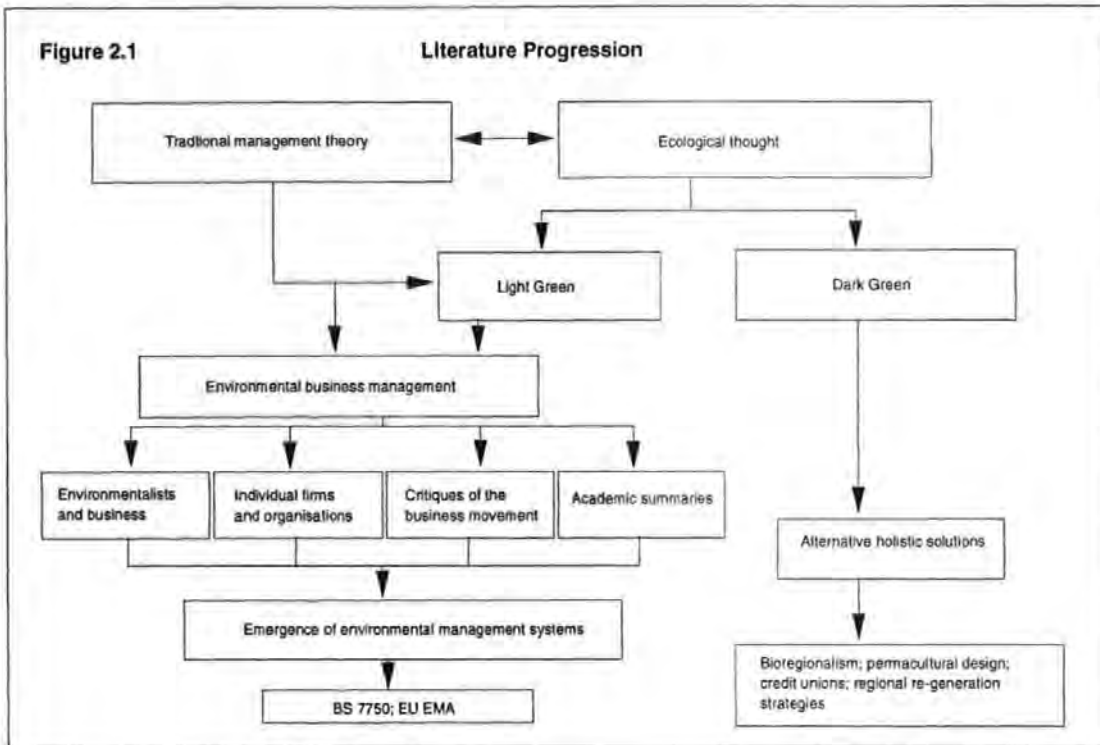 Figure 2.1
Literature Progression
Tradtional management theory
Ecological thought
Light Green
Dark Green
Environmental business management
Environmentalists
and business
Individual firms
and organisations
Critiques of the
business movement
Academic summaries
Alternative holistic solutions
Emergence of environmental management systems
Bioregionalism; permacultural design;
credit unions; regional re-generation
strategies
BS 7750; EU EMA